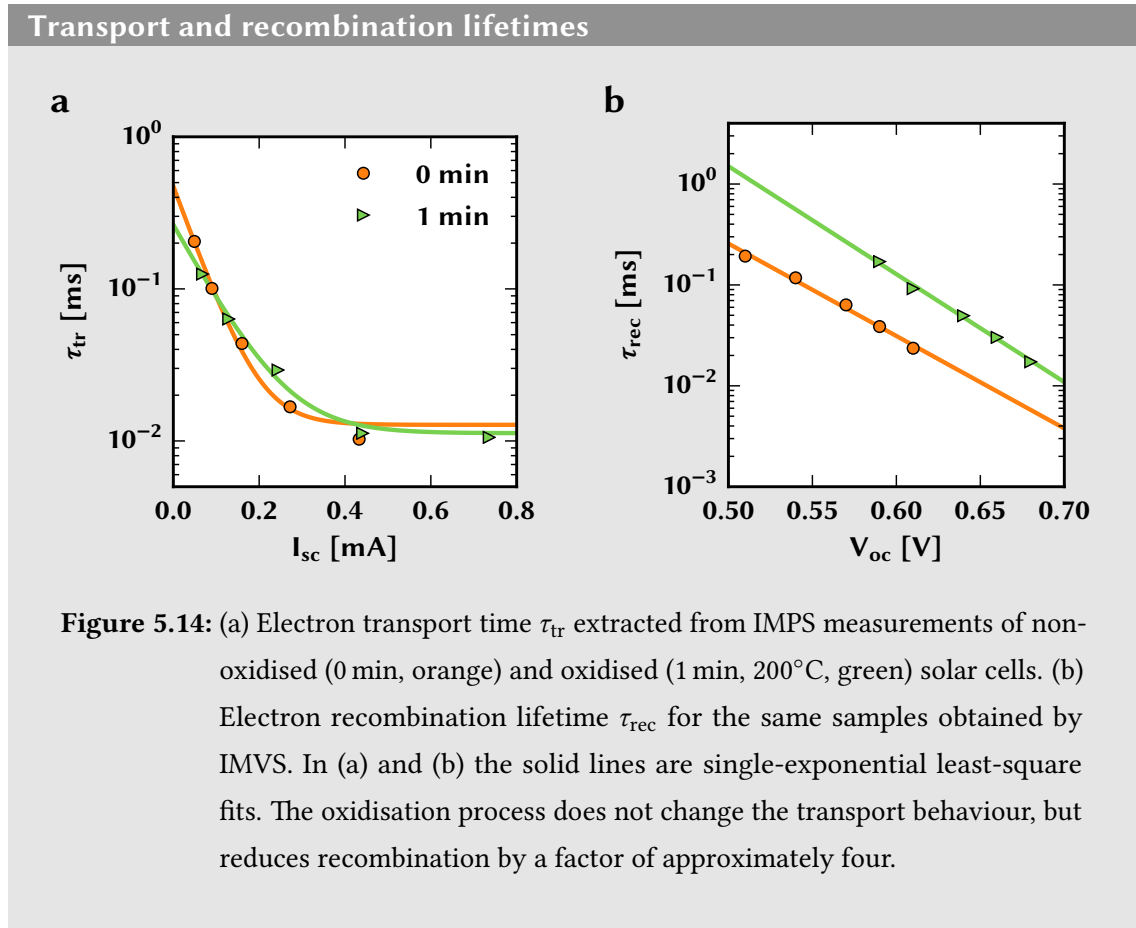 Transport and recombination lifetimes
a
b
10⁰
10⁻¹
10⁻²
τtr [ms]
0 min
1 min
0.0 0.2 0.4 0.6 0.8
Isc [mA]
10⁰
10⁻¹
10⁻²
10⁻³
τrec [ms]
0.50 0.55 0.60 0.65 0.70
Voc [V]
Figure 5.14: (a) Electron transport time τtr extracted from IMPS measurements of non-
oxidised (0 min, orange) and oxidised (1 min, 200°C, green) solar cells. (b)
Electron recombination lifetime τrec for the same samples obtained by
IMVS. In (a) and (b) the solid lines are single-exponential least-square
fits. The oxidisation process does not change the transport behaviour, but
reduces recombination by a factor of approximately four.